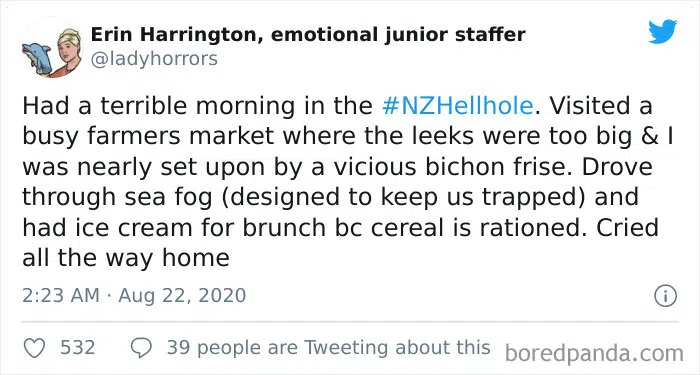 Erin Harrington, emotional junior staffer
@ladyhorrors
Had a terrible morning in the #NZHellhole. Visited a
busy farmers market where the leeks were too big & I
was nearly set upon by a vicious bichon frise. Drove
through sea fog (designed to keep us trapped) and
had ice cream for brunch bc cereal is rationed. Cried
all the way home
2:23 AM · Aug 22, 2020
532 39 people are Tweeting about this
boredpanda.com